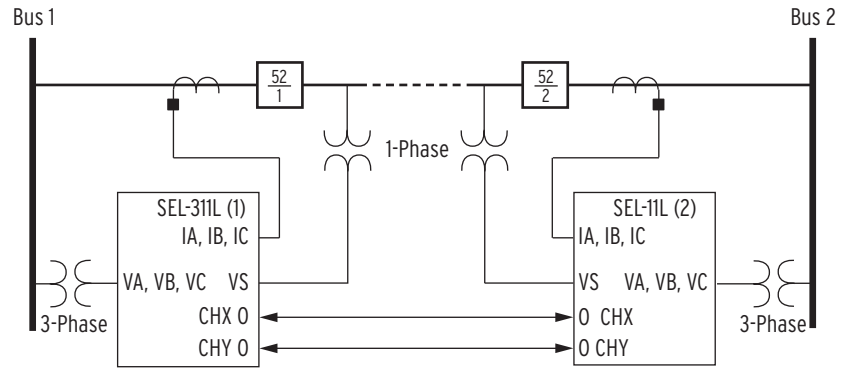 Bus 1
Bus 2
52
1
52
2
1-Phase
SEL-311L (1)
IA, IB, IC
VA, VB, VC VS
CHX O
CHY O
3-Phase
SEL-11L (2)
IA, IB, IC
VS VA, VB, VC
O CHX
O CHY
3-Phase